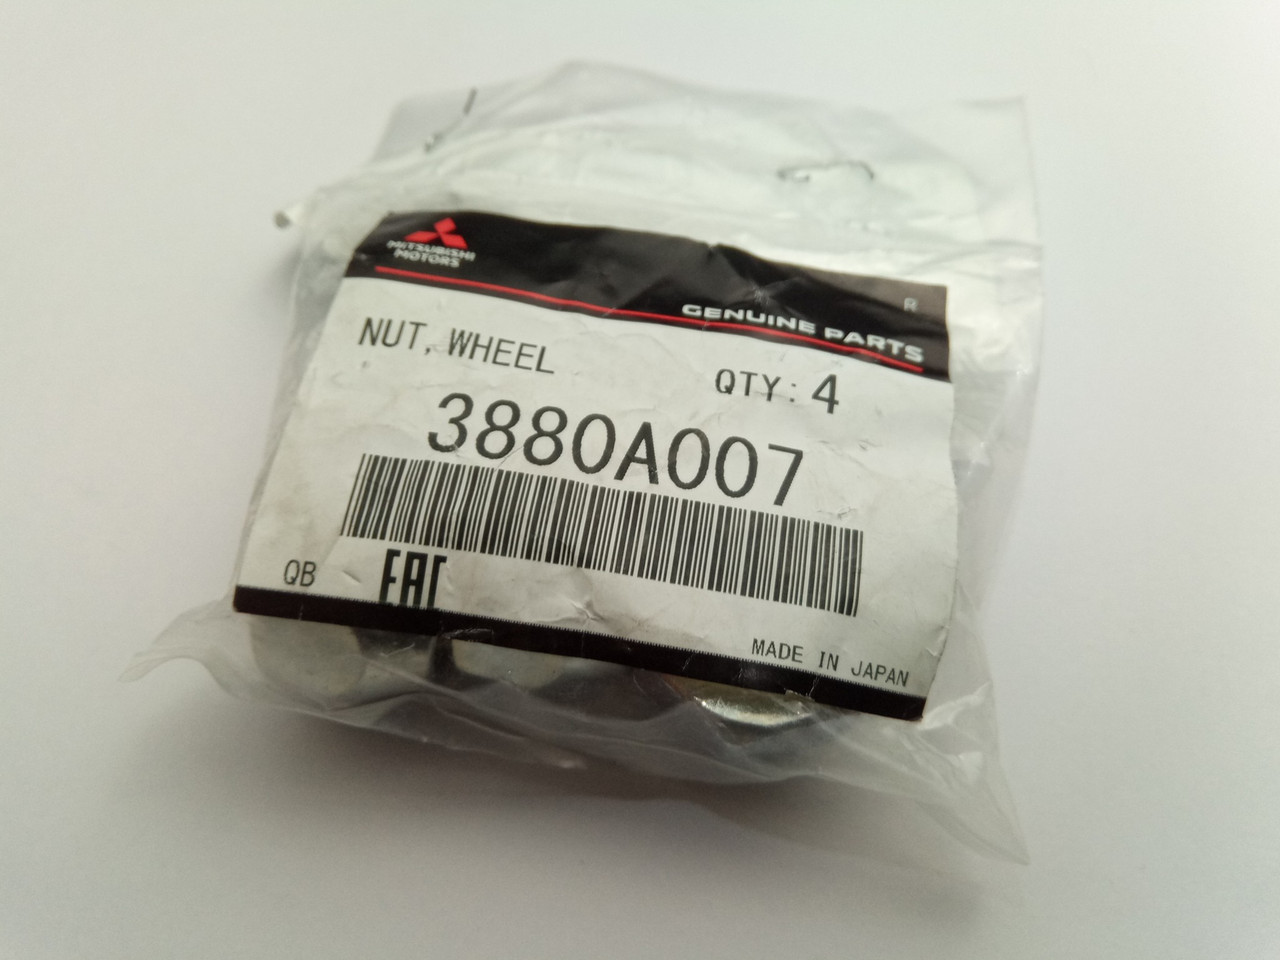 MITSUBISHI
MOTORS
R
GENUINE PARTS
NUT, WHEEL
QTY: 4
3880A007
QB
EAC
MADE IN JAPAN